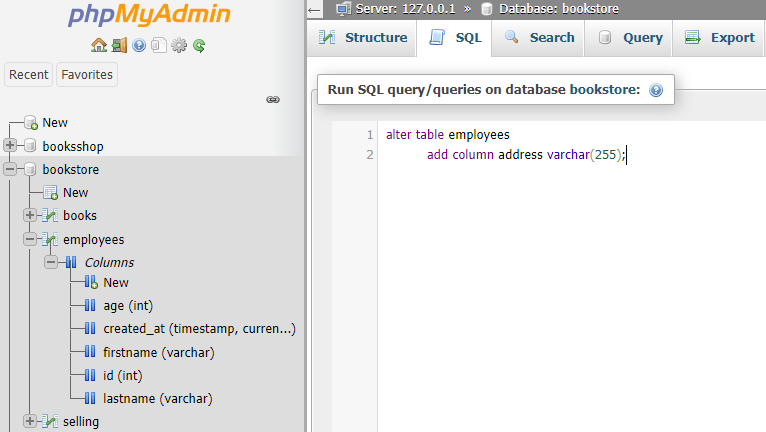 phpMyAdmin
Recent Favorites
New
booksshop
bookstore
New
books
employees
Columns
New
age (int)
created_at (timestamp, curren...)
firstname (varchar)
id (int)
lastname (varchar)
selling
← Server: 127.0.0.1 » Database: bookstore
Structure SQL Search Query Export
Run SQL query/queries on database bookstore:
1 alter table employees
2 add column address varchar(255);